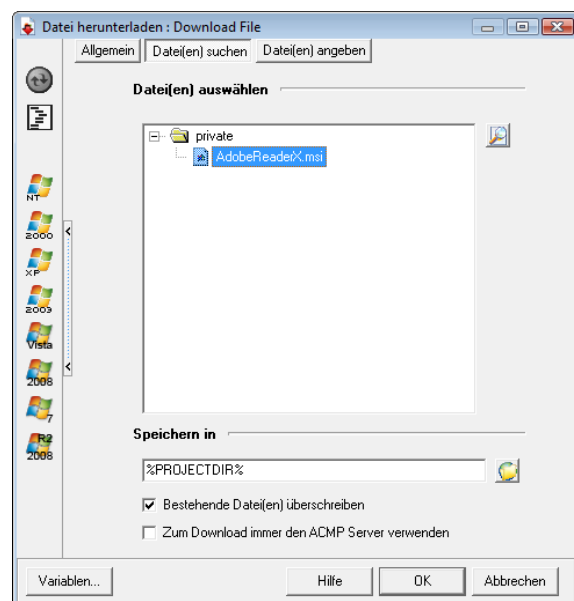 Datei herunterladen : Download File
Allgemein Datei(en) suchen Datei(en) angeben
Datei(en) auswählen
private
AdobeReaderX.msi
NT
2000
XP
2003
Vista
2008
7
R2
2008
Speichern in
%PROJECTDIR%
Bestehende Datei(en) überschreiben
Zum Download immer den ACMP Server verwenden
Variablen... Hilfe OK Abbrechen